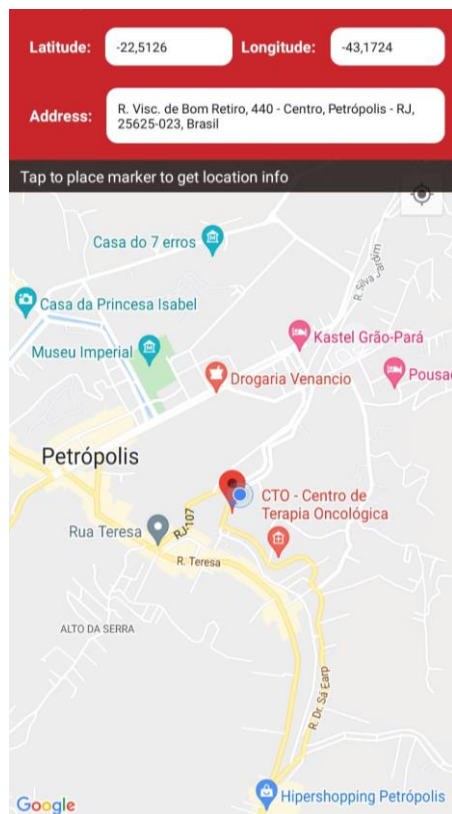 Latitude:
-22,5126
Longitude:
-43,1724
Address:
R. Visc. de Bom Retiro, 440 - Centro, Petrópolis - RJ,
25625-023, Brasil
Tap to place marker to get location info
Casa do 7 erros
R. Silva Jardim
Casa da Princesa Isabel
Kastel Grão-Pará
Museu Imperial
Drogaria Venancio
Pousad
Petrópolis
CTO - Centro de
Terapia Oncológica
RJ-107
Rua Teresa
R. Teresa
ALTO DA SERRA
R. Dr. Sá Earp
Hipershopping Petrópolis
Google